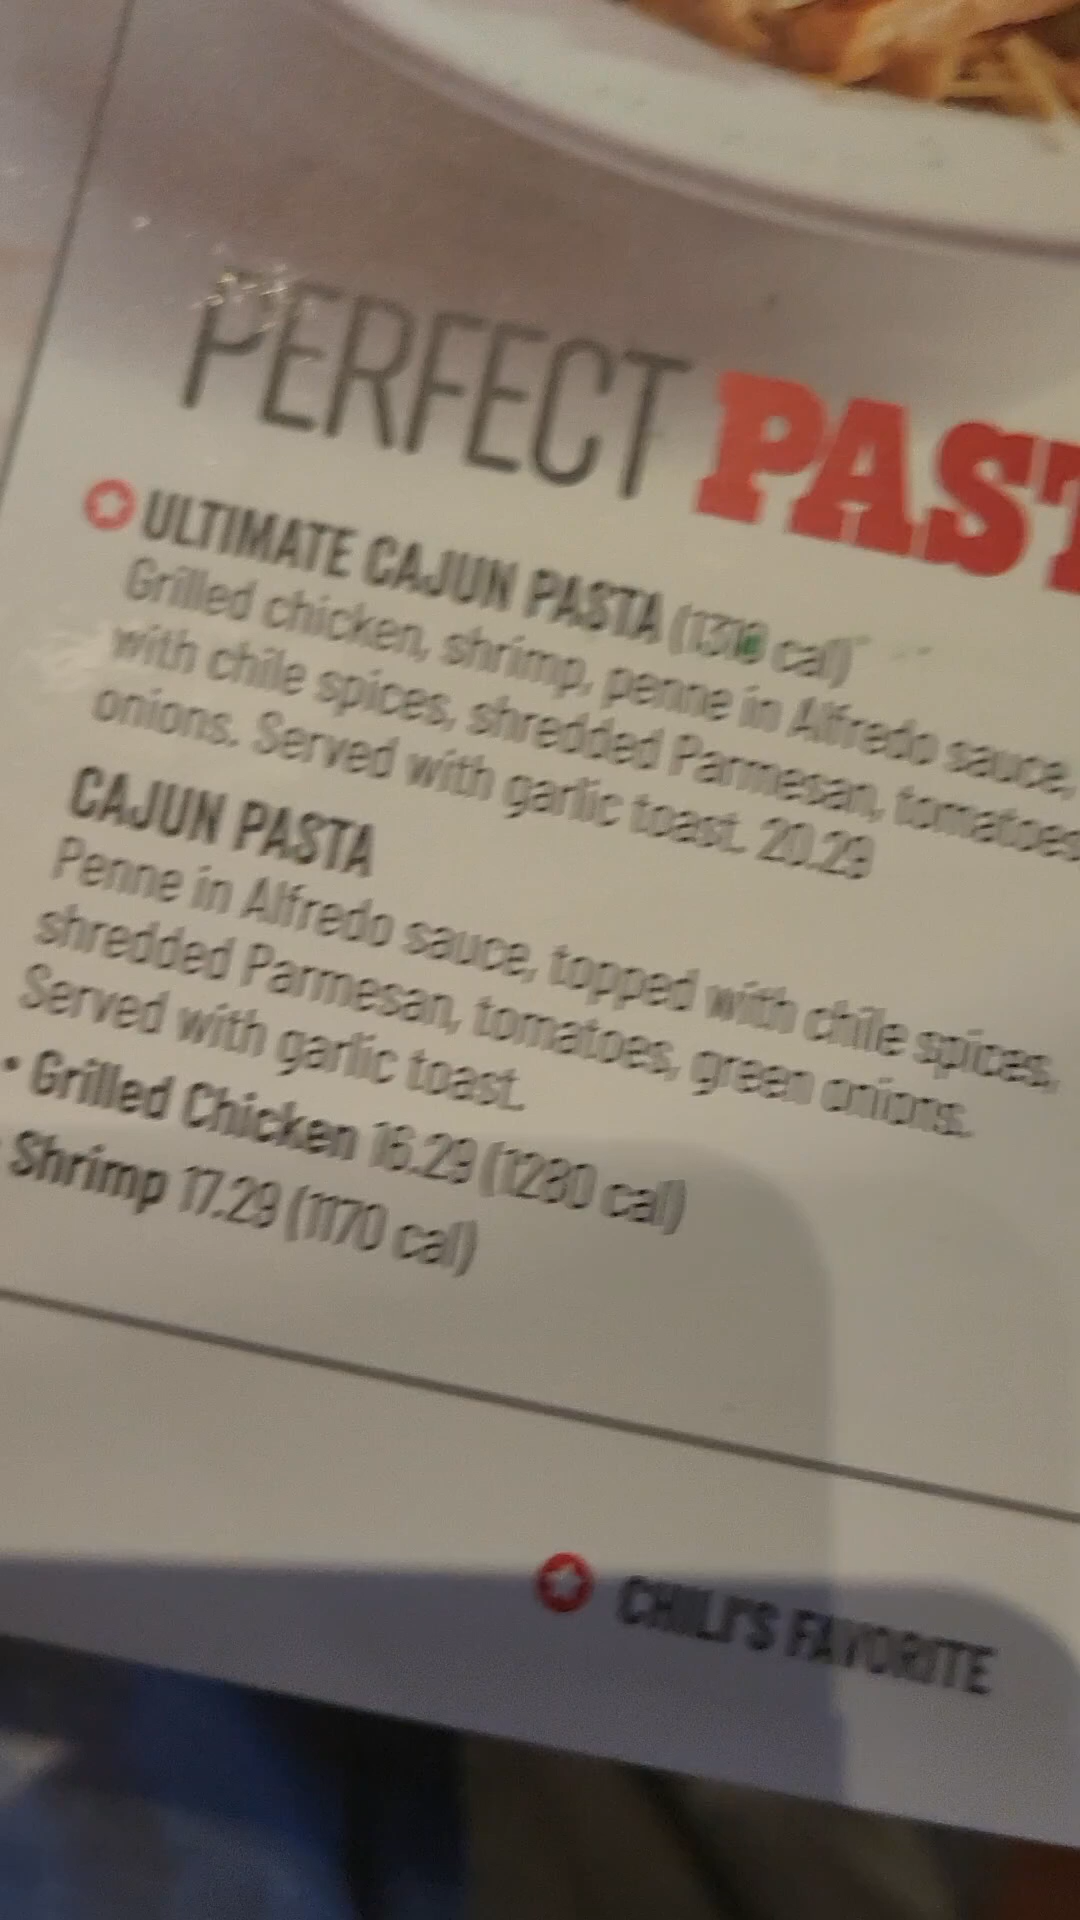 PERFECT PAST
ULTIMATE CAJUN PASTA (1310 cal)
Grilled chicken, shrimp, penne in Alfredo sauce,
with chile spices, shredded Parmesan, tomatoes
onions. Served with garlic toast. 20.29
CAJUN PASTA
Penne in Alfredo sauce, topped with chile spices,
shredded Parmesan, tomatoes, green onions.
Served with garlic toast.
• Grilled Chicken 16.29 (1280 cal)
• Shrimp 17.29 (1170 cal)
CHILI'S FAVORITE